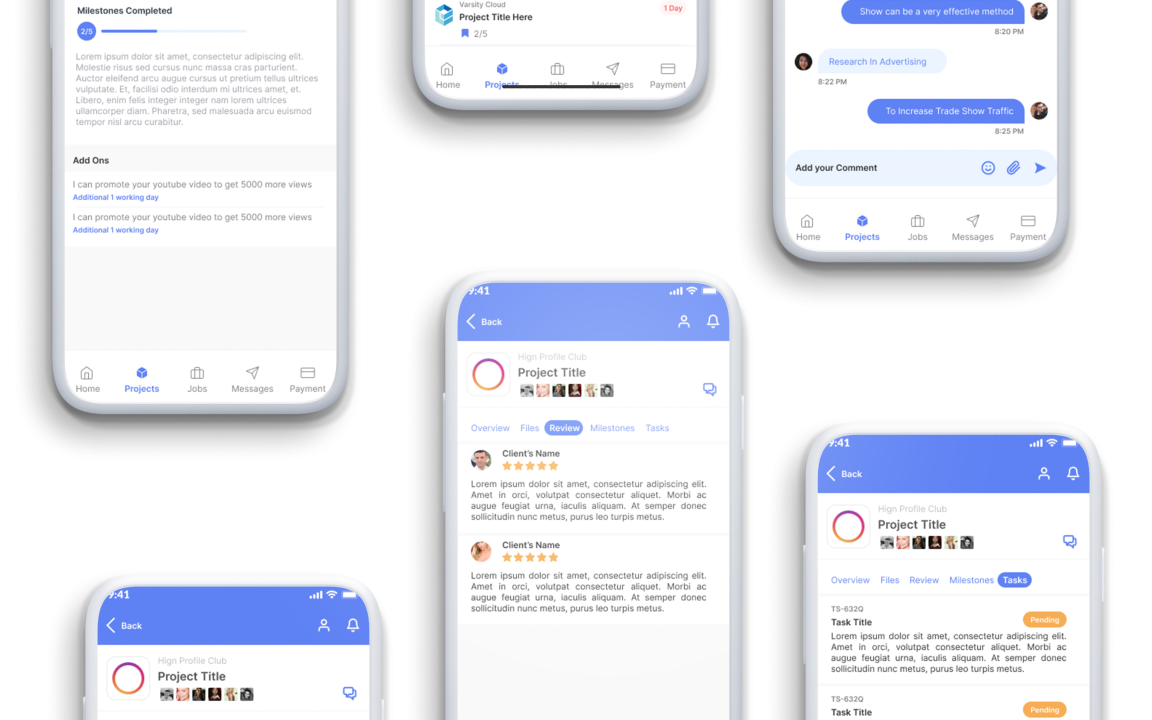 Milestones Completed
2/5
Lorem ipsum dolor sit amet, consectetur adipiscing elit.
Molestie risus sed cursus nunc massa cras parturient.
Auctor eleifend arcu augue cursus ut pretium tellus ultrices
vulputate. Et, facilisi odio interdum mi ultrices amet, et.
Libero, enim felis integer integer nam lorem ultrices
ullamcorper diam. Pharetra, sed malesuada arcu euismod
tempor nisl arcu curabitur.
Add Ons
I can promote your youtube video to get 5000 more views
Additional 1 working day
I can promote your youtube video to get 5000 more views
Additional 1 working day
Home Projects Jobs Messages Payment
Varsity Cloud
Project Title Here
1 Day
2/5
Home Projects Jobs Messages Payment
Show can be a very effective method
8:20 PM
Research In Advertising
8:22 PM
To Increase Trade Show Traffic
8:25 PM
Add your Comment
Home Projects Jobs Messages Payment
9:41
Back
Hign Profile Club
Project Title
Overview Files Review Milestones Tasks
Client's Name
Lorem ipsum dolor sit amet, consectetur adipiscing elit.
Amet in orci, volutpat consectetur aliquet. Morbi ac
augue feugiat urna, iaculis aliquam. At semper donec
sollicitudin nunc metus, purus leo turpis metus.
Client's Name
Lorem ipsum dolor sit amet, consectetur adipiscing elit.
Amet in orci, volutpat consectetur aliquet. Morbi ac
augue feugiat urna, iaculis aliquam. At semper donec
sollicitudin nunc metus, purus leo turpis metus.
9:41
Back
Hign Profile Club
Project Title
Overview Files Review Milestones Tasks
TS-632Q
Task Title
Pending
Lorem ipsum dolor sit amet, consectetur adipiscing elit.
Amet in orci, volutpat consectetur aliquet. Morbi ac
augue feugiat urna, iaculis aliquam. At semper donec
sollicitudin nunc metus, purus leo turpis metus.
TS-632Q
Task Title
Pending
9:41
Back
Hign Profile Club
Project Title